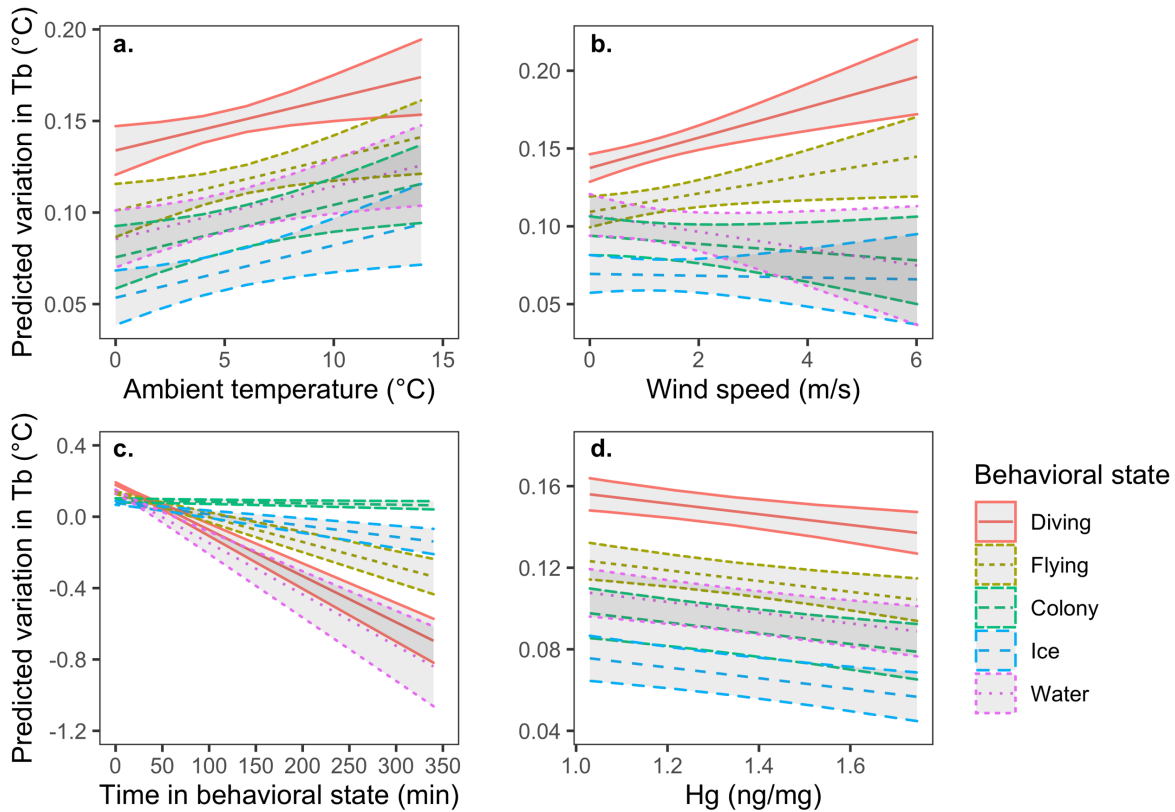 a.
b.
Predicted variation in Tb (°C)
0.20
0.15
0.10
0.05
0
5
10
15
Ambient temperature (°C)
0.20
0.15
0.10
0.05
0
2
4
6
Wind speed (m/s)
c.
d.
Predicted variation in Tb (°C)
0.4
0.0
-0.4
-0.8
-1.2
0 50 100 150 200 250 300 350
Time in behavioral state (min)
0.16
0.12
0.08
0.04
1.0 1.2 1.4 1.6
Hg (ng/mg)
Behavioral state
Diving
Flying
Colony
Ice
Water